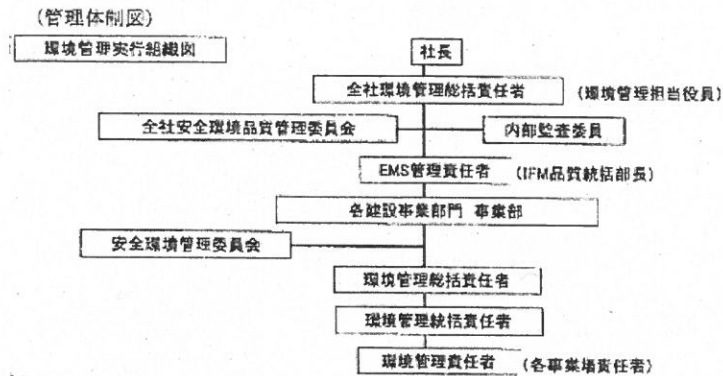 (管理体制図)
環境管理実行組織図
社長
全社環境管理総括責任者 (環境管理担当役員)
全社安全環境品質管理委員会 内部監査委員
EMS管理責任者 (IFM品質統括部長)
各建設事業部門 事業部
安全環境管理委員会
環境管理総括責任者
環境管理統括責任者
環境管理責任者 (各事業場責任者)